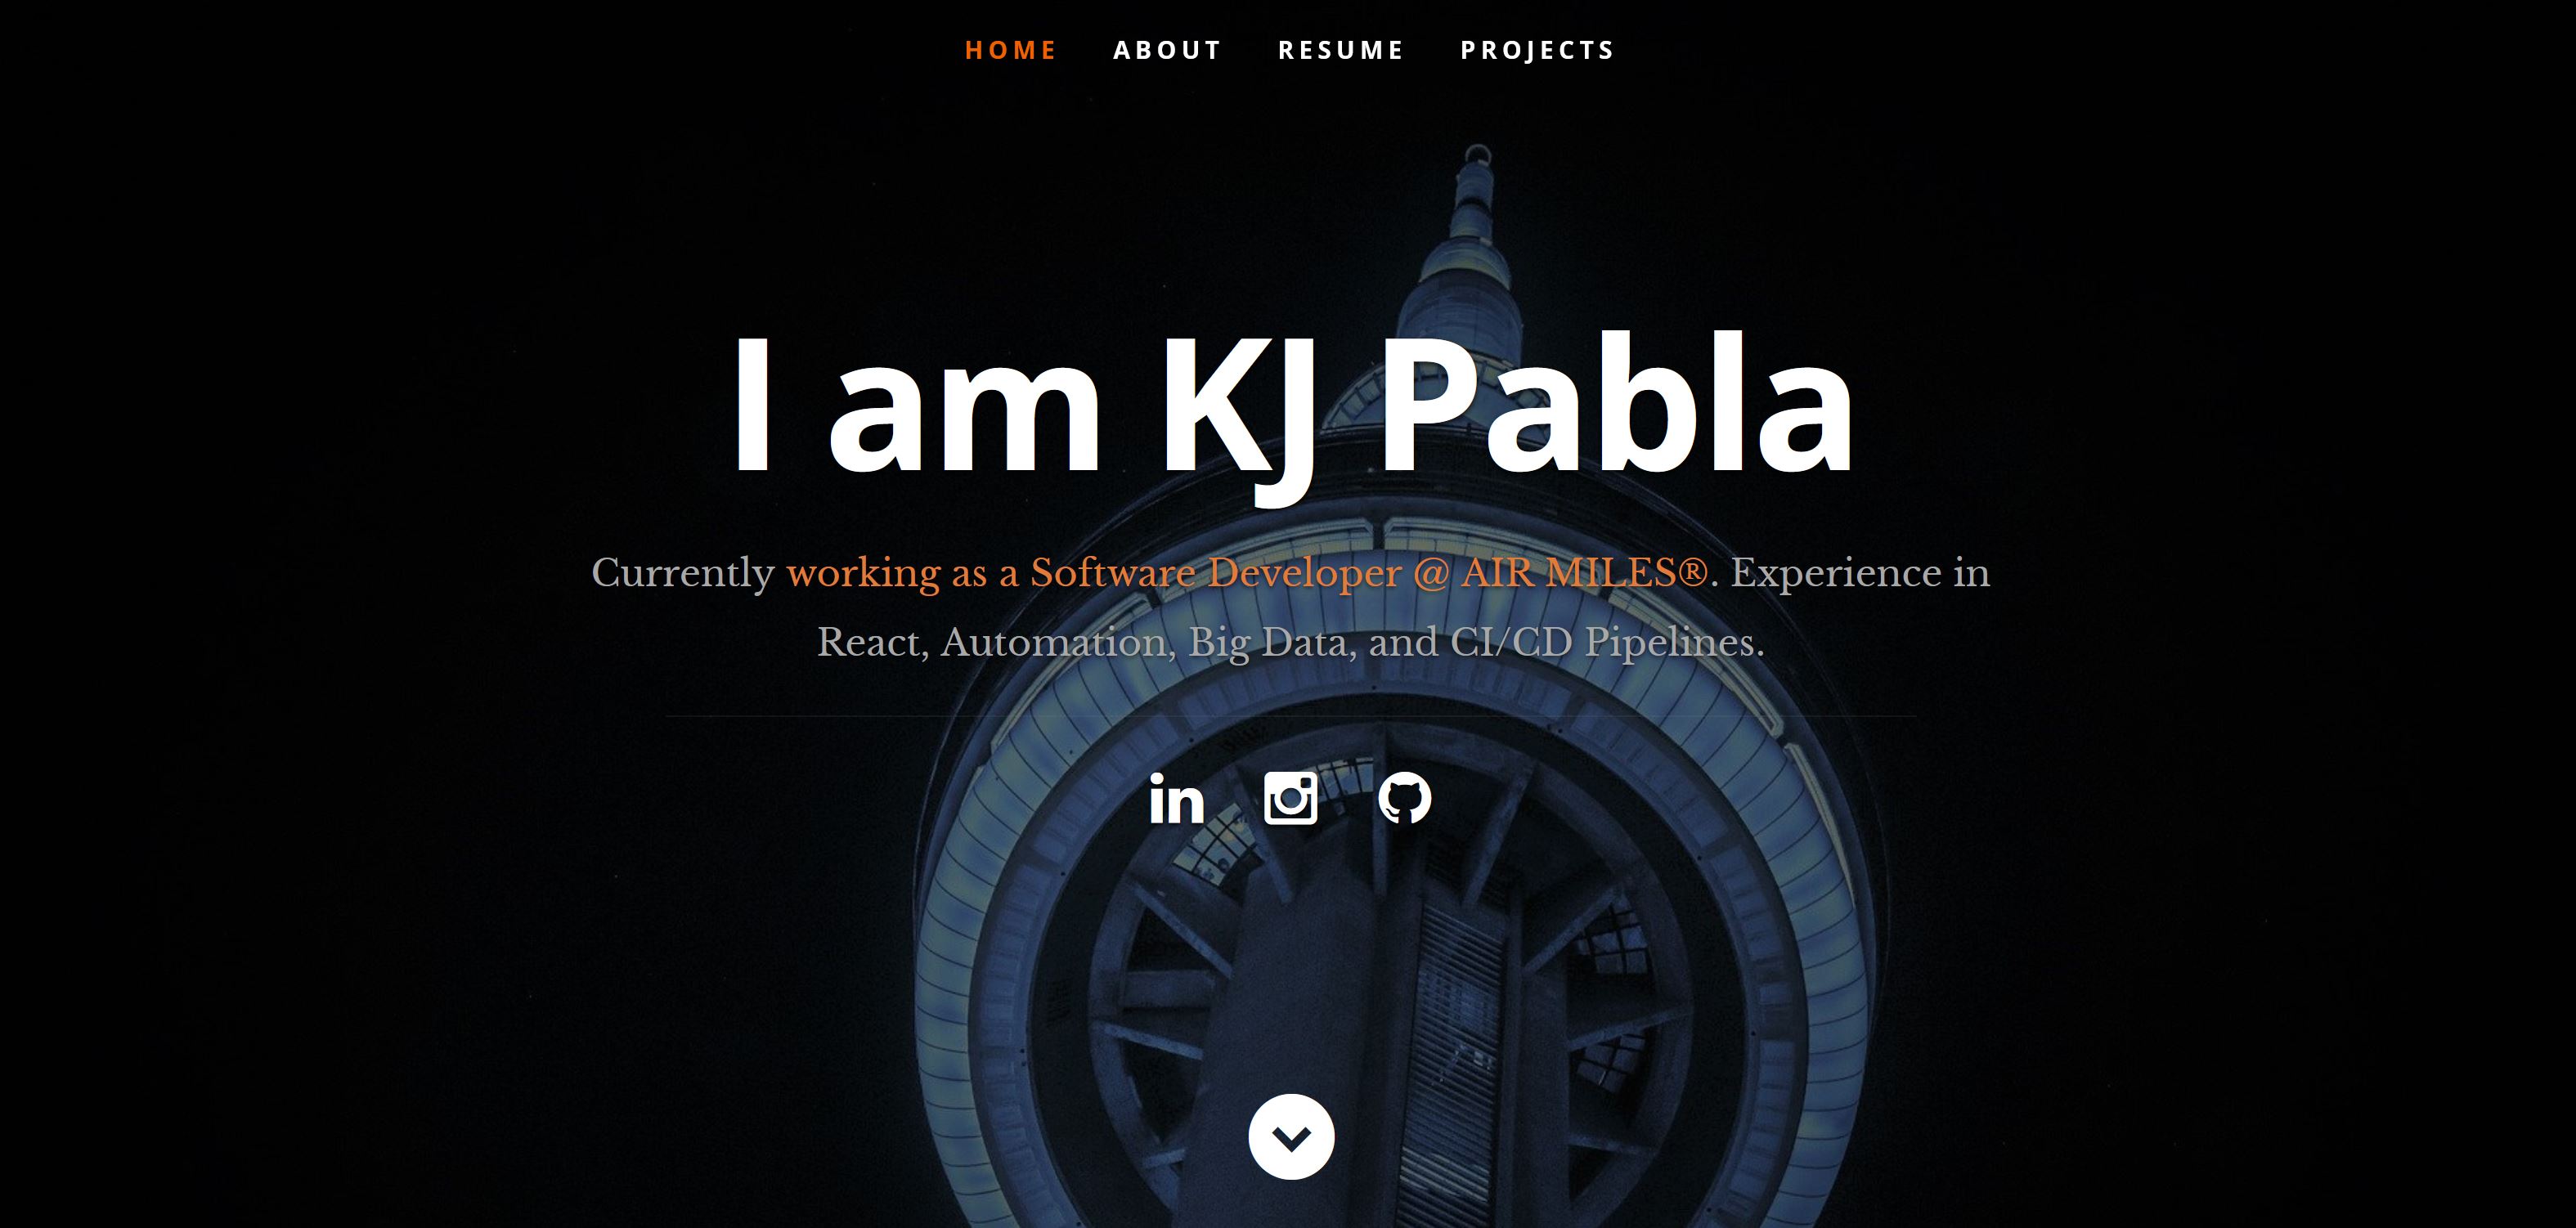 HOME ABOUT RESUME PROJECTS
I am KJ Pabla
Currently working as a Software Developer @ AIR MILES®. Experience in
React, Automation, Big Data, and CI/CD Pipelines.
in